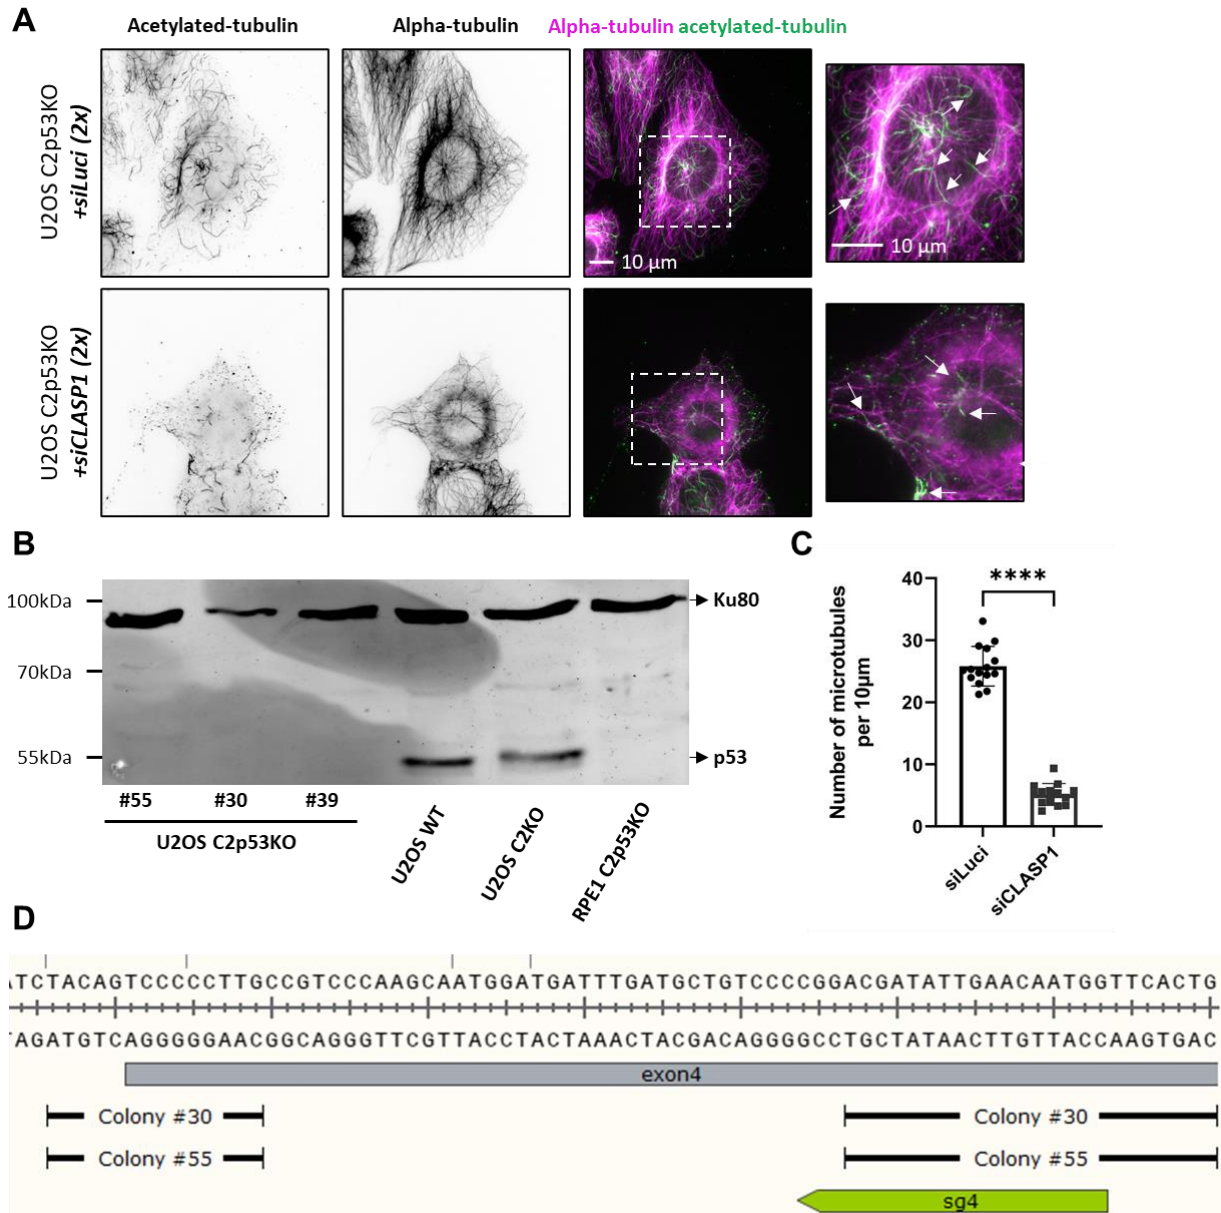 A
Acetylated-tubulin
Alpha-tubulin
Alpha-tubulin acetylated-tubulin
U2OS C2p53KO
+siLuci (2x)
10 µm
10 µm
U2OS C2p53KO
+siCLASP1 (2x)
B
100kDa
70kDa
55kDa
Ku80
p53
#55
#30
#39
U2OS C2p53KO
U2OS WT
U2OS C2KO
RPE1 C2p53KO
C
Number of microtubules
per 10µm
40
30
20
10
0
****
siLuci
siCLASP1
D
ATCTACAGTCCCCCTTGCCGTCCCAAGCAATGGATGATTTGATGCTGTCCCCGGACGATATTGAACAATGGTTCACTG
TAGATGTCAGGGGGAACGGCAGGGTTCGTTACCTACTAAACTACGACAGGGGCCTGCTATAACTTGTTACCAAGTGAC
exon4
Colony #30
Colony #30
Colony #55
Colony #55
sg4